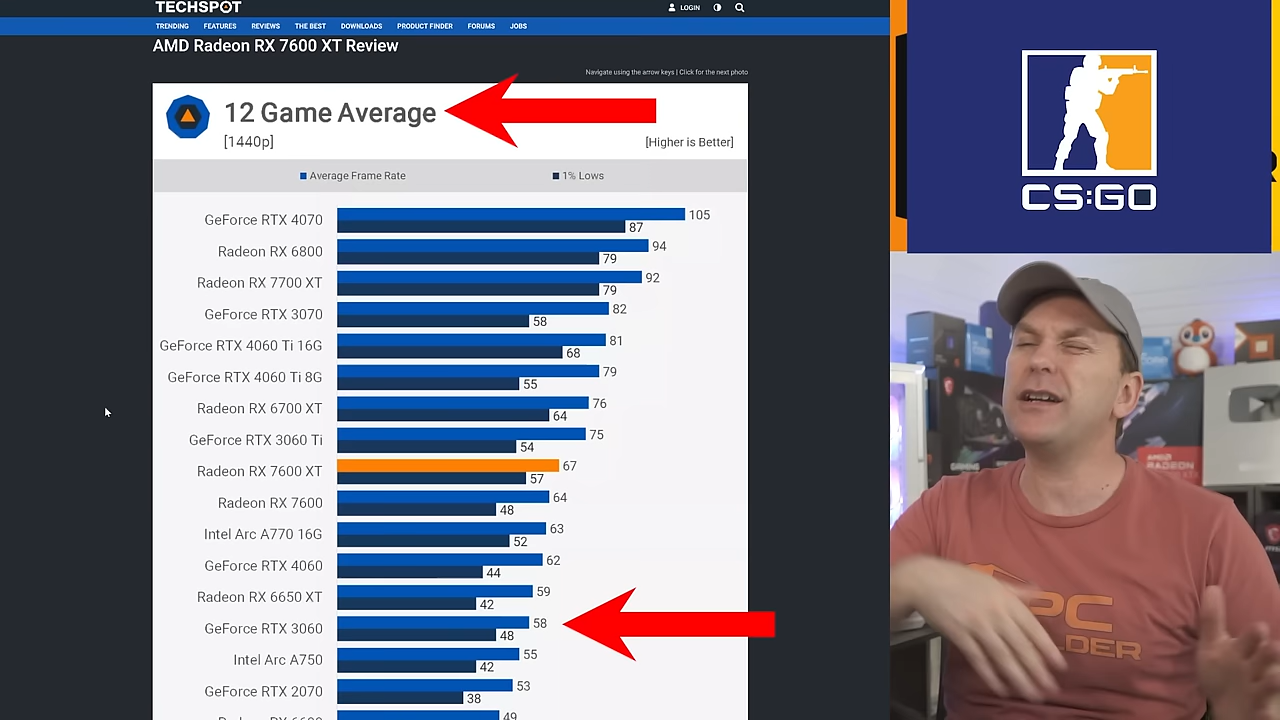 TECHSPOT
LOGIN
TRENDING FEATURES REVIEWS THE BEST DOWNLOADS PRODUCT FINDER FORUMS JOBS
AMD Radeon RX 7600 XT Review
Navigate using the arrow keys | Click for the next photo
12 Game Average
[1440p]
[Higher is Better]
Average Frame Rate
1% Lows
GeForce RTX 4070 105 87
Radeon RX 6800 94 79
Radeon RX 7700 XT 92 79
GeForce RTX 3070 82 58
GeForce RTX 4060 Ti 16G 81 68
GeForce RTX 4060 Ti 8G 79 55
Radeon RX 6700 XT 76 64
GeForce RTX 3060 Ti 75 54
Radeon RX 7600 XT 67 57
Radeon RX 7600 64 48
Intel Arc A770 16G 63 52
GeForce RTX 4060 62 44
Radeon RX 6650 XT 59 42
GeForce RTX 3060 58 48
Intel Arc A750 55 42
GeForce RTX 2070 53 38
49
CS:GO
PC